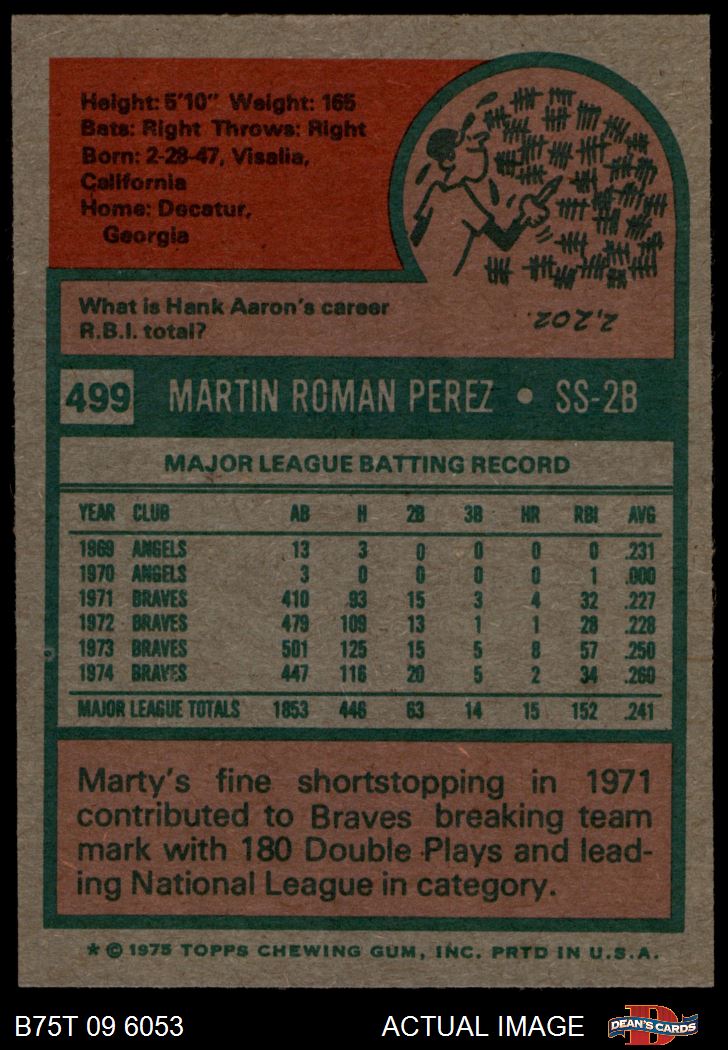 Height: 5'10" Weight: 165
Bats: Right Throws: Right
Born: 2-28-47, Visalia,
California
Home: Decatur,
Georgia
What is Hank Aaron's career
R.B.I. total?
2,202.
499 MARTIN ROMAN PEREZ • SS-2B
MAJOR LEAGUE BATTING RECORD
YEAR CLUB AB H 2B 3B HR RBI AVG
1969 ANGELS 13 3 0 0 0 0 .231
1970 ANGELS 3 0 0 0 0 1 .000
1971 BRAVES 410 93 15 3 4 32 .227
1972 BRAVES 479 109 13 1 1 28 .228
1973 BRAVES 501 125 15 5 8 57 .250
1974 BRAVES 447 116 20 5 2 34 .260
MAJOR LEAGUE TOTALS 1853 446 63 14 15 152 .241
Marty's fine shortstopping in 1971
contributed to Braves breaking team
mark with 180 Double Plays and lead-
ing National League in category.
* © 1975 TOPPS CHEWING GUM, INC. PRTD IN U.S.A.
B75T 09 6053 ACTUAL IMAGE DEAN'S CARDS